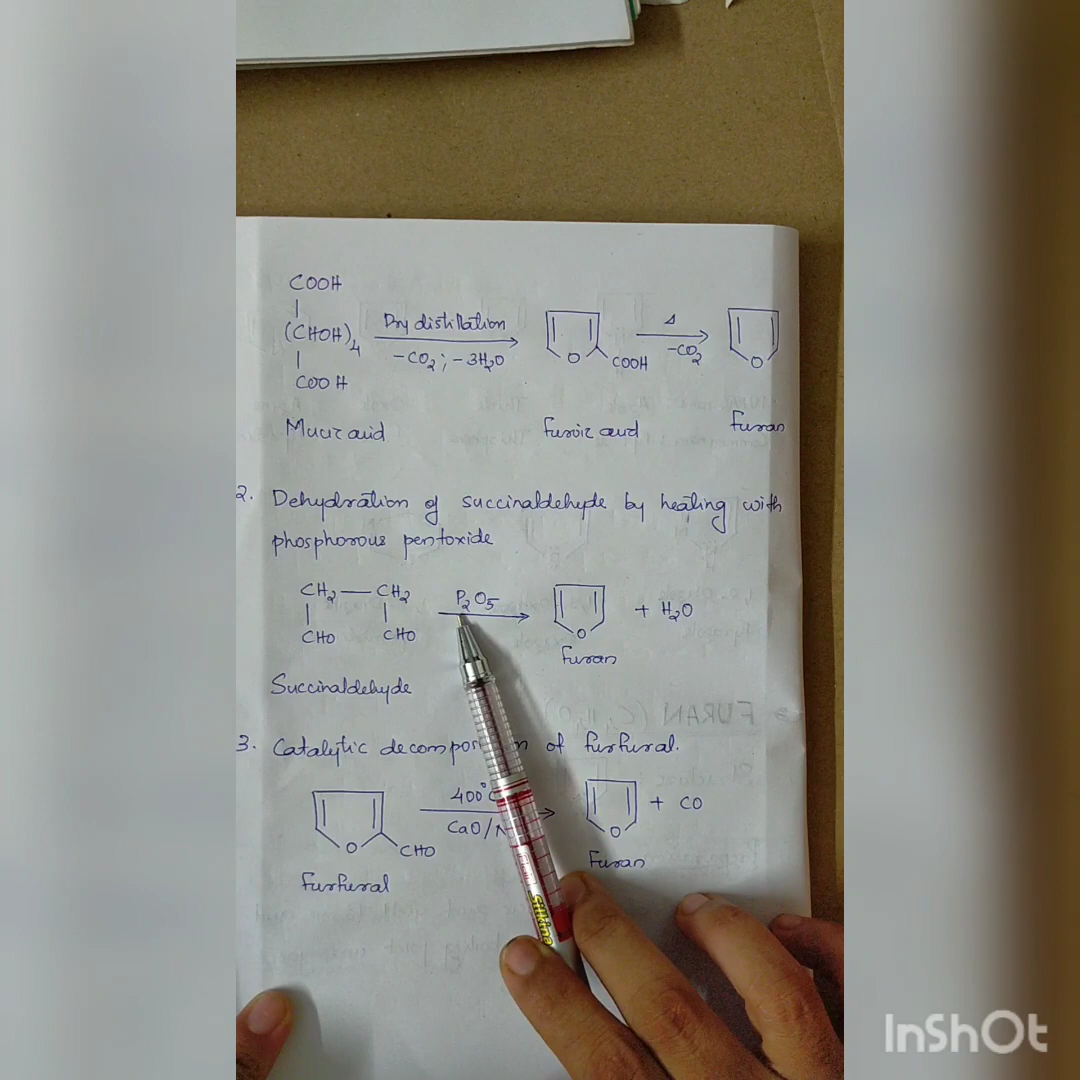 COOH
(CHOH)4
COOH
Dry distillation
-CO2 ; -3H2O
O
COOH
Δ
-CO2
O
Mucic acid
Furoic acid
Furan
2. Dehydration of succinaldehyde by heating with
phosphorous pentoxide
CH2 — CH2
CHO
CHO
P2O5
O
+ H2O
Furan
Succinaldehyde
3. Catalytic of furfural.
O
CHO
400°C
CaO/
O
+ CO
Furfural
Furan
InShOt